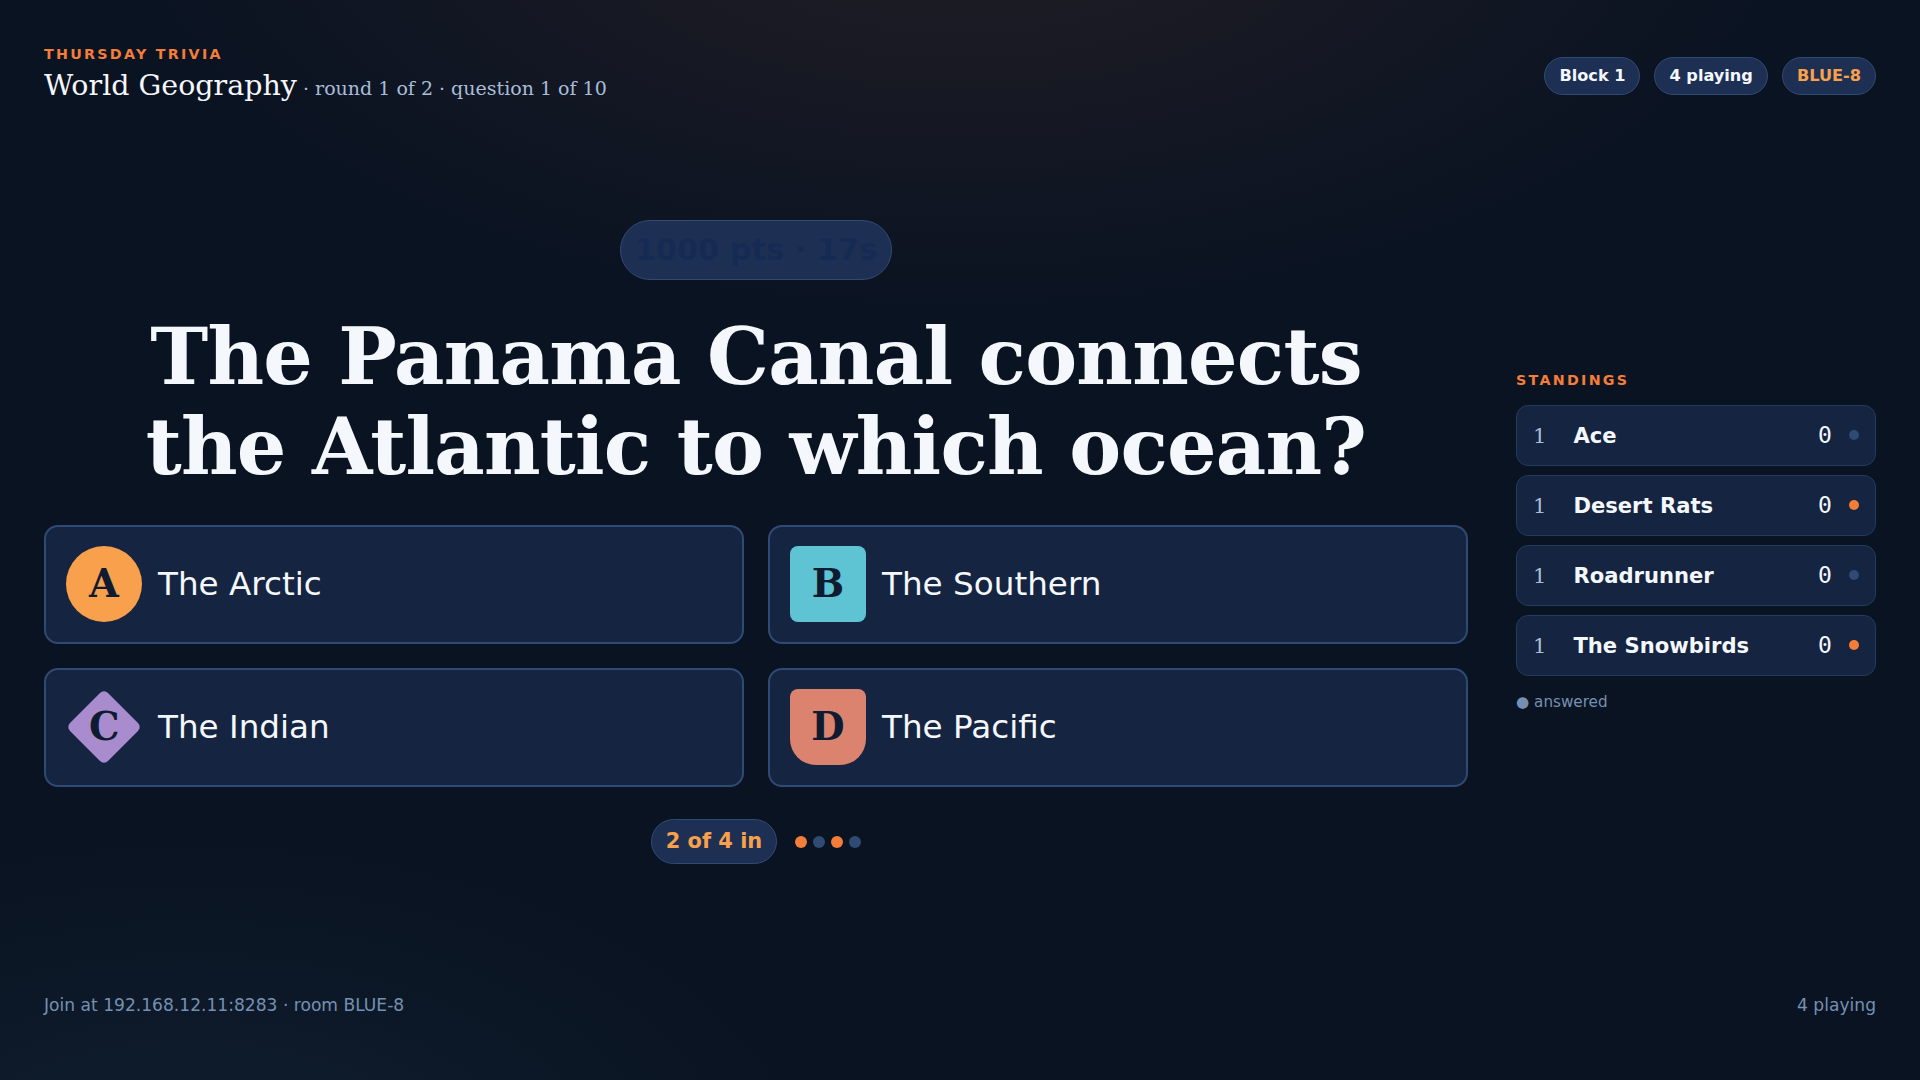 THURSDAY TRIVIA
World Geography · round 1 of 2 · question 1 of 10
Block 1
4 playing
BLUE-8
1000 pts · 17s
The Panama Canal connects
the Atlantic to which ocean?
A The Arctic
B The Southern
C The Indian
D The Pacific
2 of 4 in
STANDINGS
1 Ace 0
1 Desert Rats 0
1 Roadrunner 0
1 The Snowbirds 0
● answered
Join at 192.168.12.11:8283 · room BLUE-8
4 playing